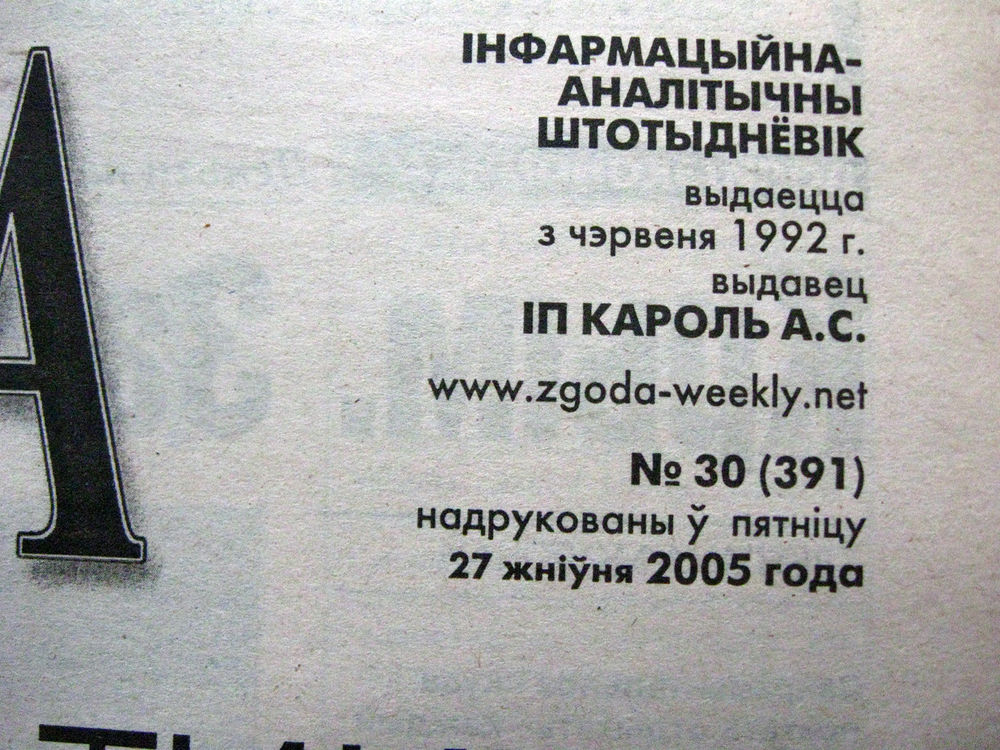 А
ІНФАРМАЦЫЙНА-
АНАЛІТЫЧНЫ
ШТОТЫДНЁВІК
выдаецца
з чэрвеня 1992 г.
выдавец
ІП КАРОЛЬ А.С.
www.zgoda-weekly.net
№ 30 (391)
надрукованы ў пятніцу
27 жніўня 2005 года